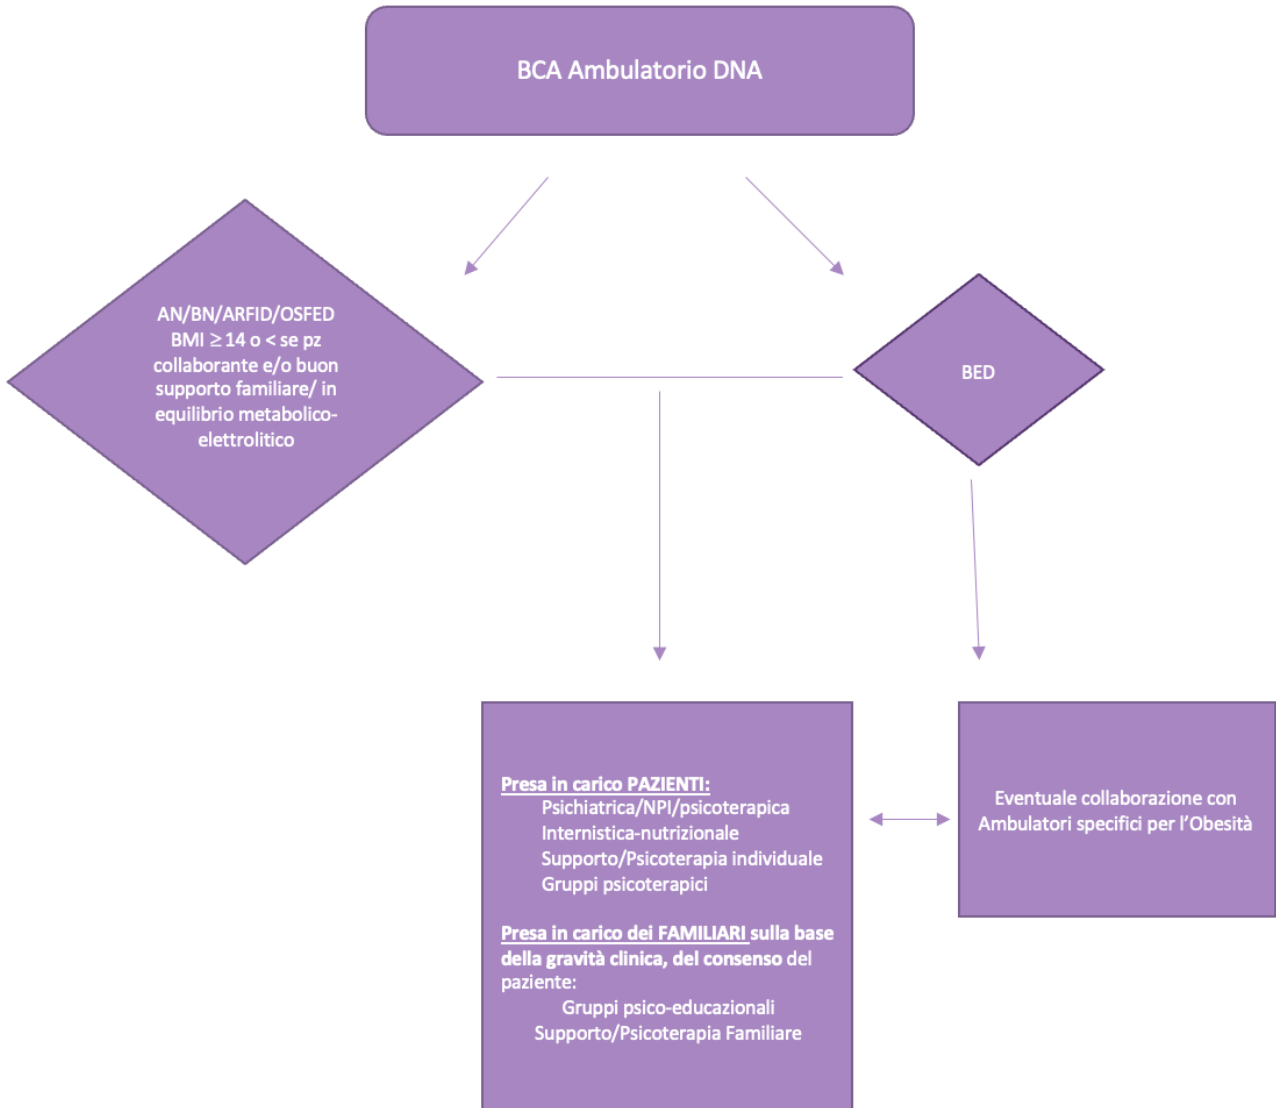 BCA Ambulatorio DNA
AN/BN/ARFID/OSFED
BMI ≥ 14 o < se pz
collaborante e/o buon
supporto familiare/ in
equilibrio metabolico-
elettrolitico
BED
Presa in carico PAZIENTI:
Psichiatrica/NPI/psicoterapica
Internistica-nutrizionale
Supporto/Psicoterapia individuale
Gruppi psicoterapici
Presa in carico dei FAMILIARI sulla base
della gravità clinica, del consenso del
paziente:
Gruppi psico-educazionali
Supporto/Psicoterapia Familiare
Eventuale collaborazione con
Ambulatori specifici per l'Obesità